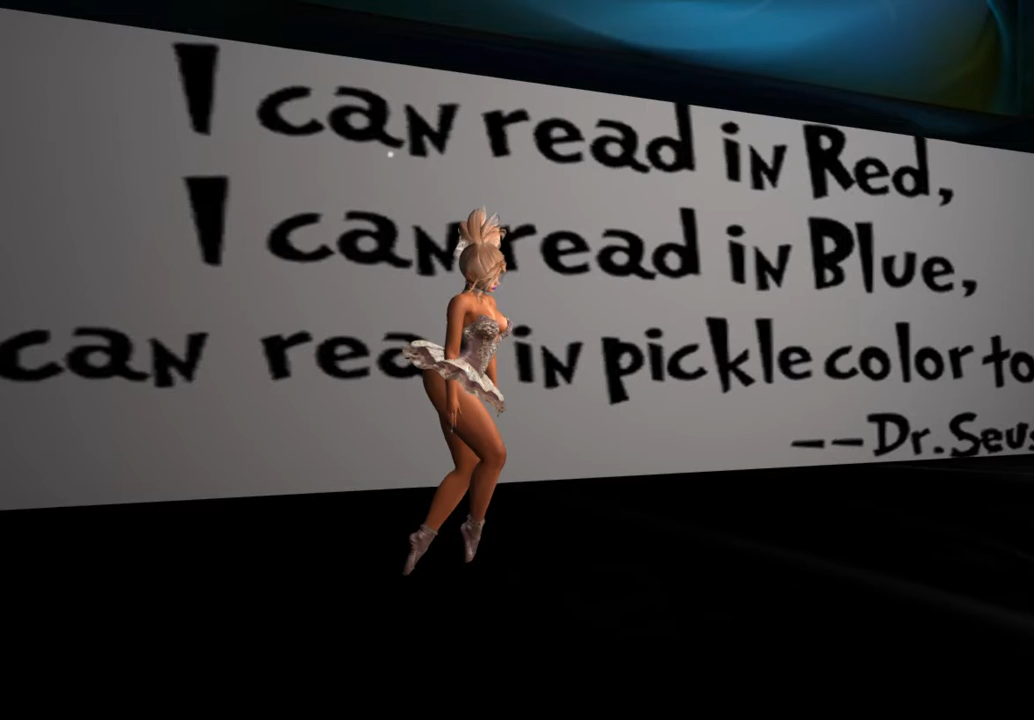 I can read in Red,
I can read in Blue,
can rea in pickle color to
--Dr. Seus